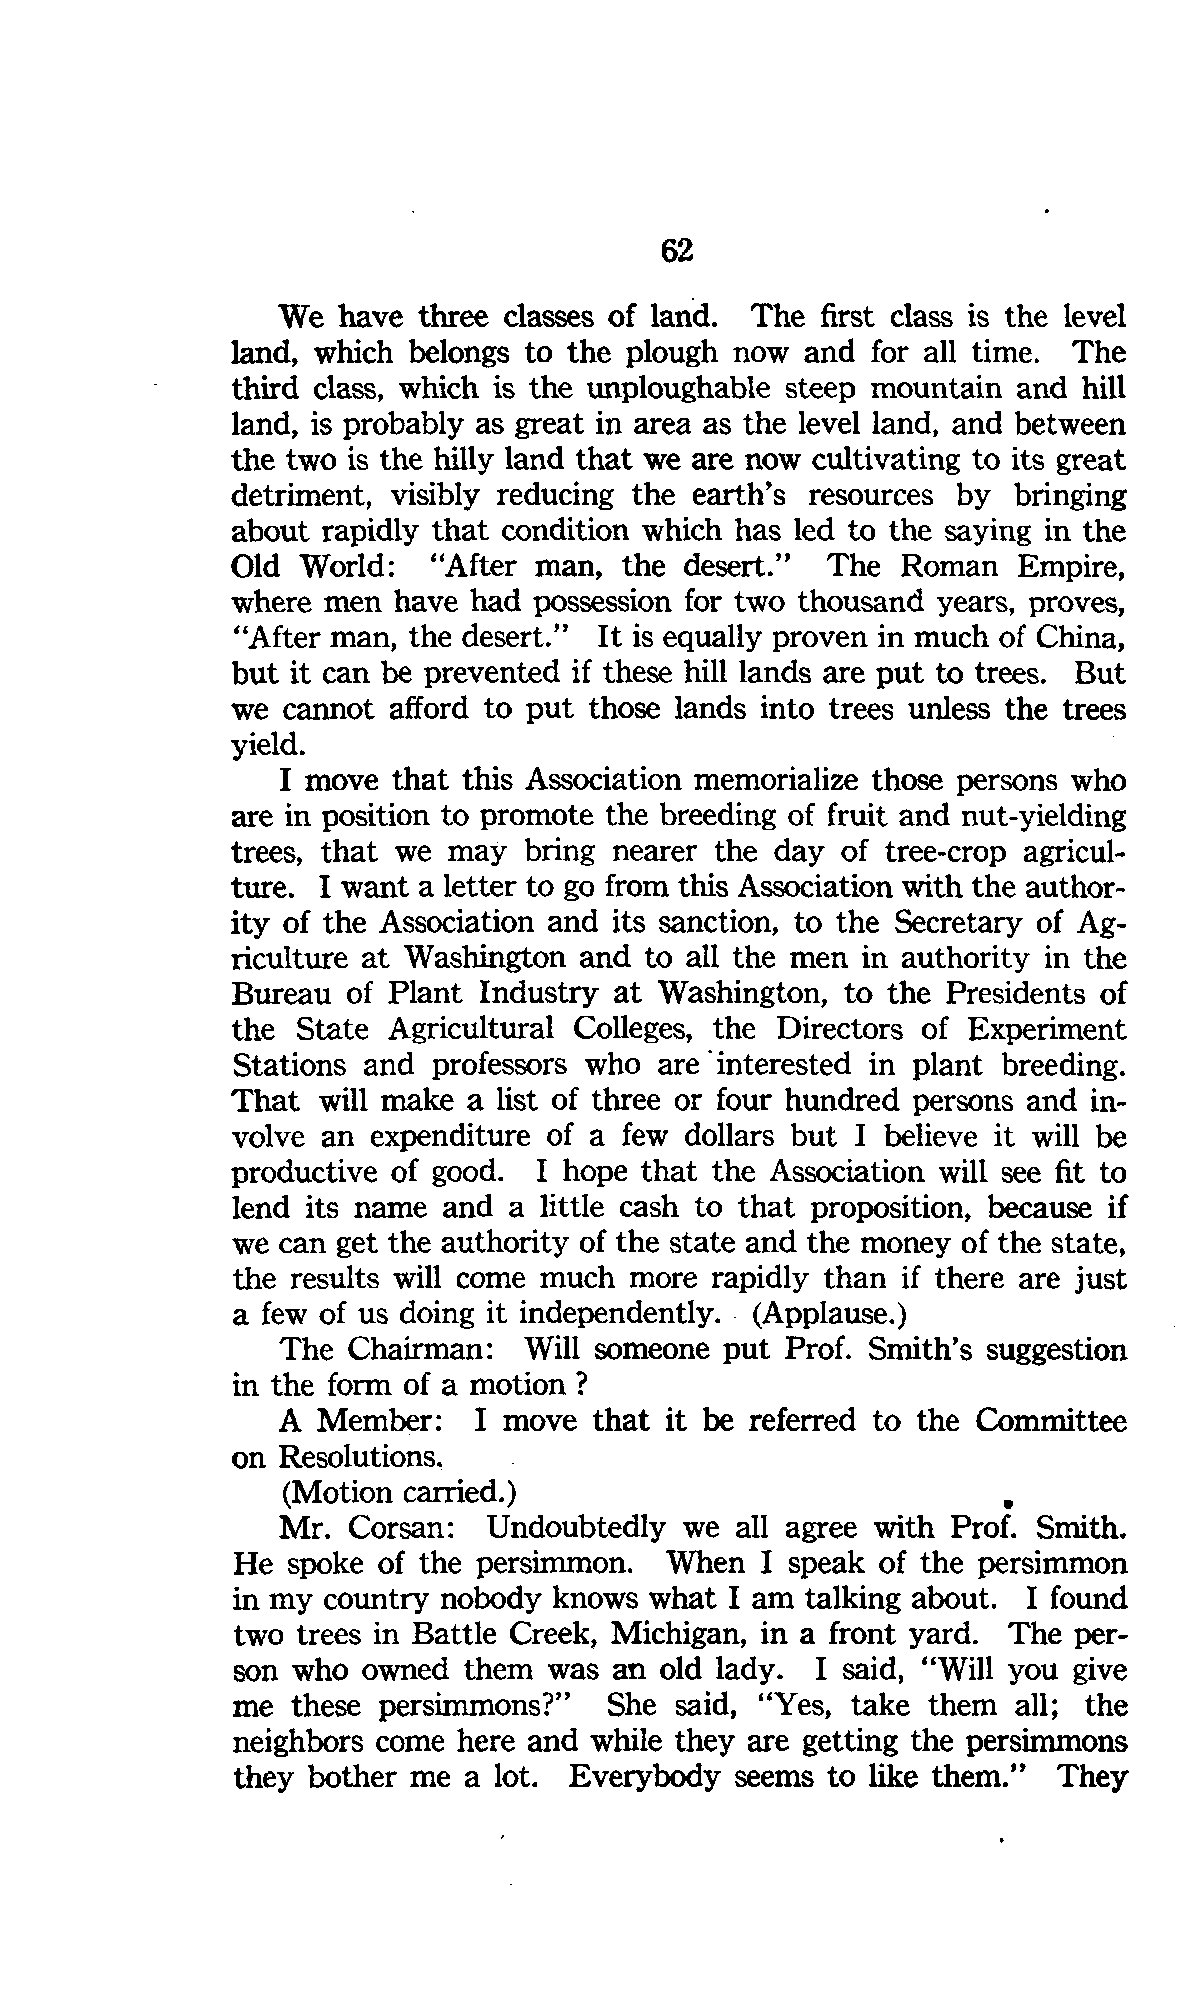 62
We have three classes of land. The first class is the level
land, which belongs to the plough now and for all time. The
third class, which is the unploughable steep mountain and hill
land, is probably as great in area as the level land, and between
the two is the hilly land that we are now cultivating to its great
detriment, visibly reducing the earth's resources by bringing
about rapidly that condition which has led to the saying in the
Old World: "After man, the desert." The Roman Empire,
where men have had possession for two thousand years, proves,
"After man, the desert." It is equally proven in much of China,
but it can be prevented if these hill lands are put to trees. But
we cannot afford to put those lands into trees unless the trees
yield.
I move that this Association memorialize those persons who
are in position to promote the breeding of fruit and nut-yielding
trees, that we may bring nearer the day of tree-crop agricul-
ture. I want a letter to go from this Association with the author-
ity of the Association and its sanction, to the Secretary of Ag-
riculture at Washington and to all the men in authority in the
Bureau of Plant Industry at Washington, to the Presidents of
the State Agricultural Colleges, the Directors of Experiment
Stations and professors who are interested in plant breeding.
That will make a list of three or four hundred persons and in-
volve an expenditure of a few dollars but I believe it will be
productive of good. I hope that the Association will see fit to
lend its name and a little cash to that proposition, because if
we can get the authority of the state and the money of the state,
the results will come much more rapidly than if there are just
a few of us doing it independently. (Applause.)
The Chairman: Will someone put Prof. Smith's suggestion
in the form of a motion ?
A Member: I move that it be referred to the Committee
on Resolutions.
(Motion carried.)
Mr. Corsan: Undoubtedly we all agree with Prof. Smith.
He spoke of the persimmon. When I speak of the persimmon
in my country nobody knows what I am talking about. I found
two trees in Battle Creek, Michigan, in a front yard. The per-
son who owned them was an old lady. I said, "Will you give
me these persimmons?" She said, "Yes, take them all; the
neighbors come here and while they are getting the persimmons
they bother me a lot. Everybody seems to like them." They